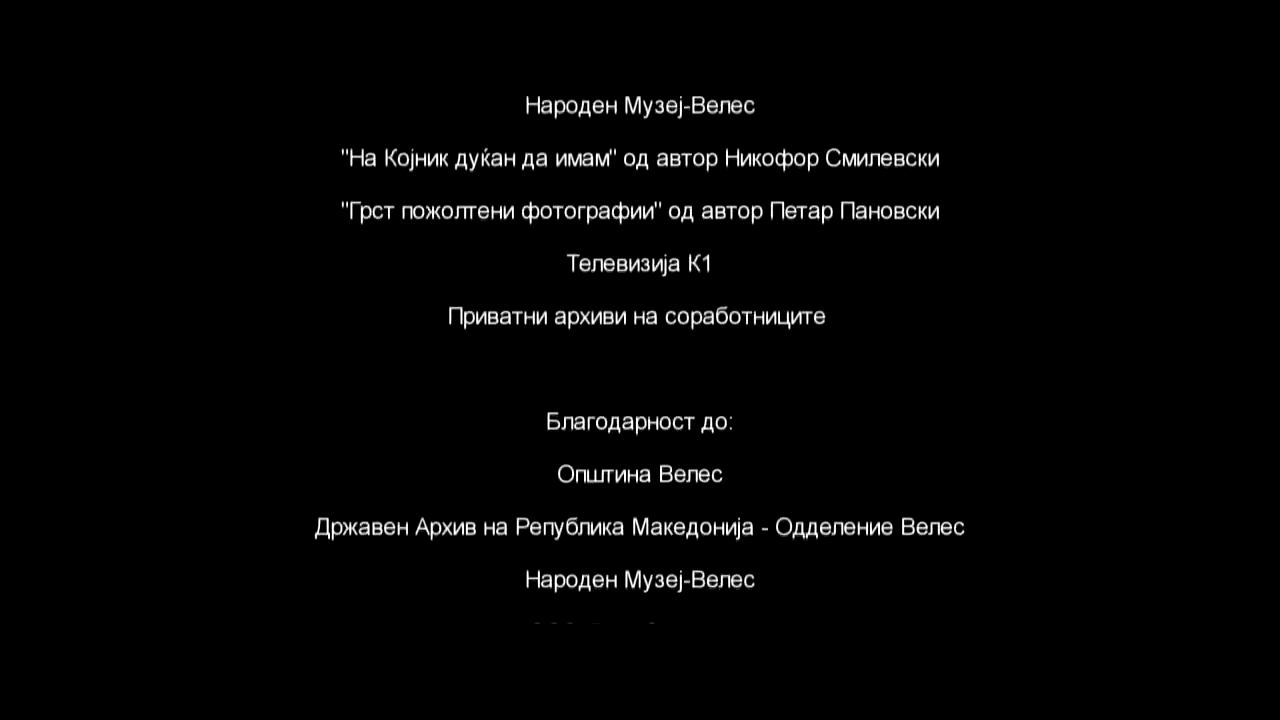 Народен Музеј-Велес
"На Којник дуќан да имам" од автор Никофор Смилевски
"Грст пожолтени фотографии" од автор Петар Пановски
Телевизија К1
Приватни архиви на соработниците
Благодарност до:
Општина Велес
Државен Архив на Република Македонија - Одделение Велес
Народен Музеј-Велес